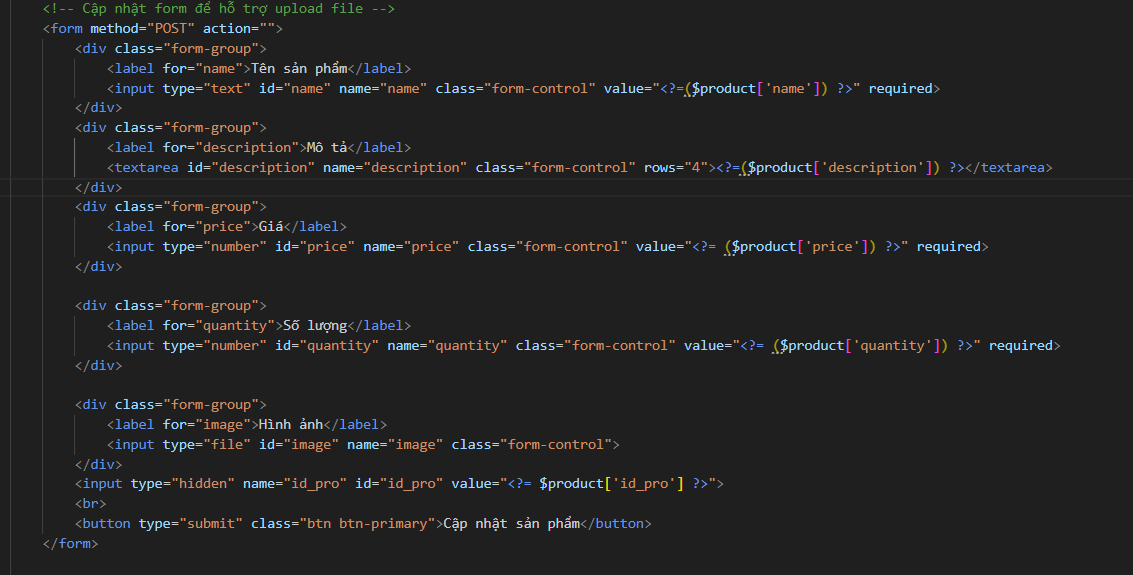 <!-- Cập nhật form để hỗ trợ upload file -->
<form method="POST" action="">
<div class="form-group">
<label for="name">Tên sản phẩm</label>
<input type="text" id="name" name="name" class="form-control" value="<?=($product['name']) ?>" required>
</div>
<div class="form-group">
<label for="description">Mô tả</label>
<textarea id="description" name="description" class="form-control" rows="4"><?=($product['description']) ?></textarea>
</div>
<div class="form-group">
<label for="price">Giá</label>
<input type="number" id="price" name="price" class="form-control" value="<?= ($product['price']) ?>" required>
</div>
<div class="form-group">
<label for="quantity">Số lượng</label>
<input type="number" id="quantity" name="quantity" class="form-control" value="<?= ($product['quantity']) ?>" required>
</div>
<div class="form-group">
<label for="image">Hình ảnh</label>
<input type="file" id="image" name="image" class="form-control">
</div>
<input type="hidden" name="id_pro" id="id_pro" value="<?= $product['id_pro'] ?>">
<br>
<button type="submit" class="btn btn-primary">Cập nhật sản phẩm</button>
</form>